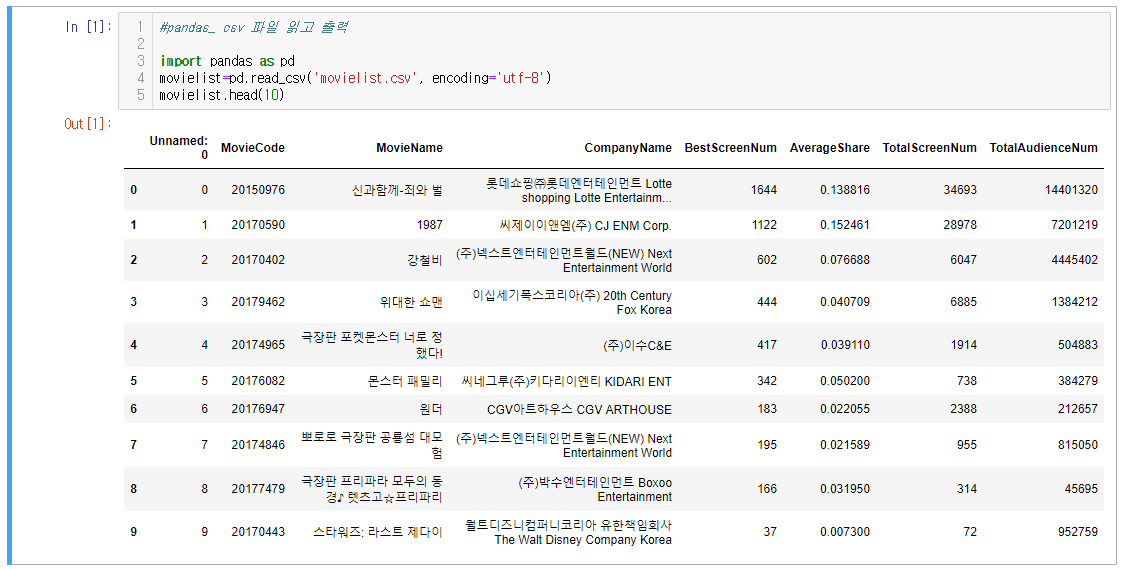 In [1]:
1 #pandas_ csv 파일 읽고 출력
2
3 import pandas as pd
4 movielist=pd.read_csv('movielist.csv', encoding='utf-8')
5 movielist.head(10)
Out[1]:
Unnamed: 0 MovieCode MovieName CompanyName BestScreenNum AverageShare TotalScreenNum TotalAudienceNum
0 0 20150976 신과함께-죄와 벌 롯데쇼핑㈜롯데엔터테인먼트 Lotte shopping Lotte Entertainm... 1644 0.138816 34693 14401320
1 1 20170590 1987 씨제이이앤엠(주) CJ ENM Corp. 1122 0.152461 28978 7201219
2 2 20170402 강철비 (주)넥스트엔터테인먼트월드(NEW) Next Entertainment World 602 0.076688 6047 4445402
3 3 20179462 위대한 쇼맨 이십세기폭스코리아(주) 20th Century Fox Korea 444 0.040709 6885 1384212
4 4 20174965 극장판 포켓몬스터 너로 정했다! (주)이수C&E 417 0.039110 1914 504883
5 5 20176082 몬스터 패밀리 씨네그루(주)키다리이엔티 KIDARI ENT 342 0.050200 738 384279
6 6 20176947 원더 CGV아트하우스 CGV ARTHOUSE 183 0.022055 2388 212657
7 7 20174846 뽀로로 극장판 공룡섬 대모험 (주)넥스트엔터테인먼트월드(NEW) Next Entertainment World 195 0.021589 955 815050
8 8 20177479 극장판 프리파라 모두의 동경♪ 렛츠고☆프리파리 (주)박수엔터테인먼트 Boxoo Entertainment 166 0.031950 314 45695
9 9 20170443 스타워즈: 라스트 제다이 월트디즈니컴퍼니코리아 유한책임회사 The Walt Disney Company Korea 37 0.007300 72 952759